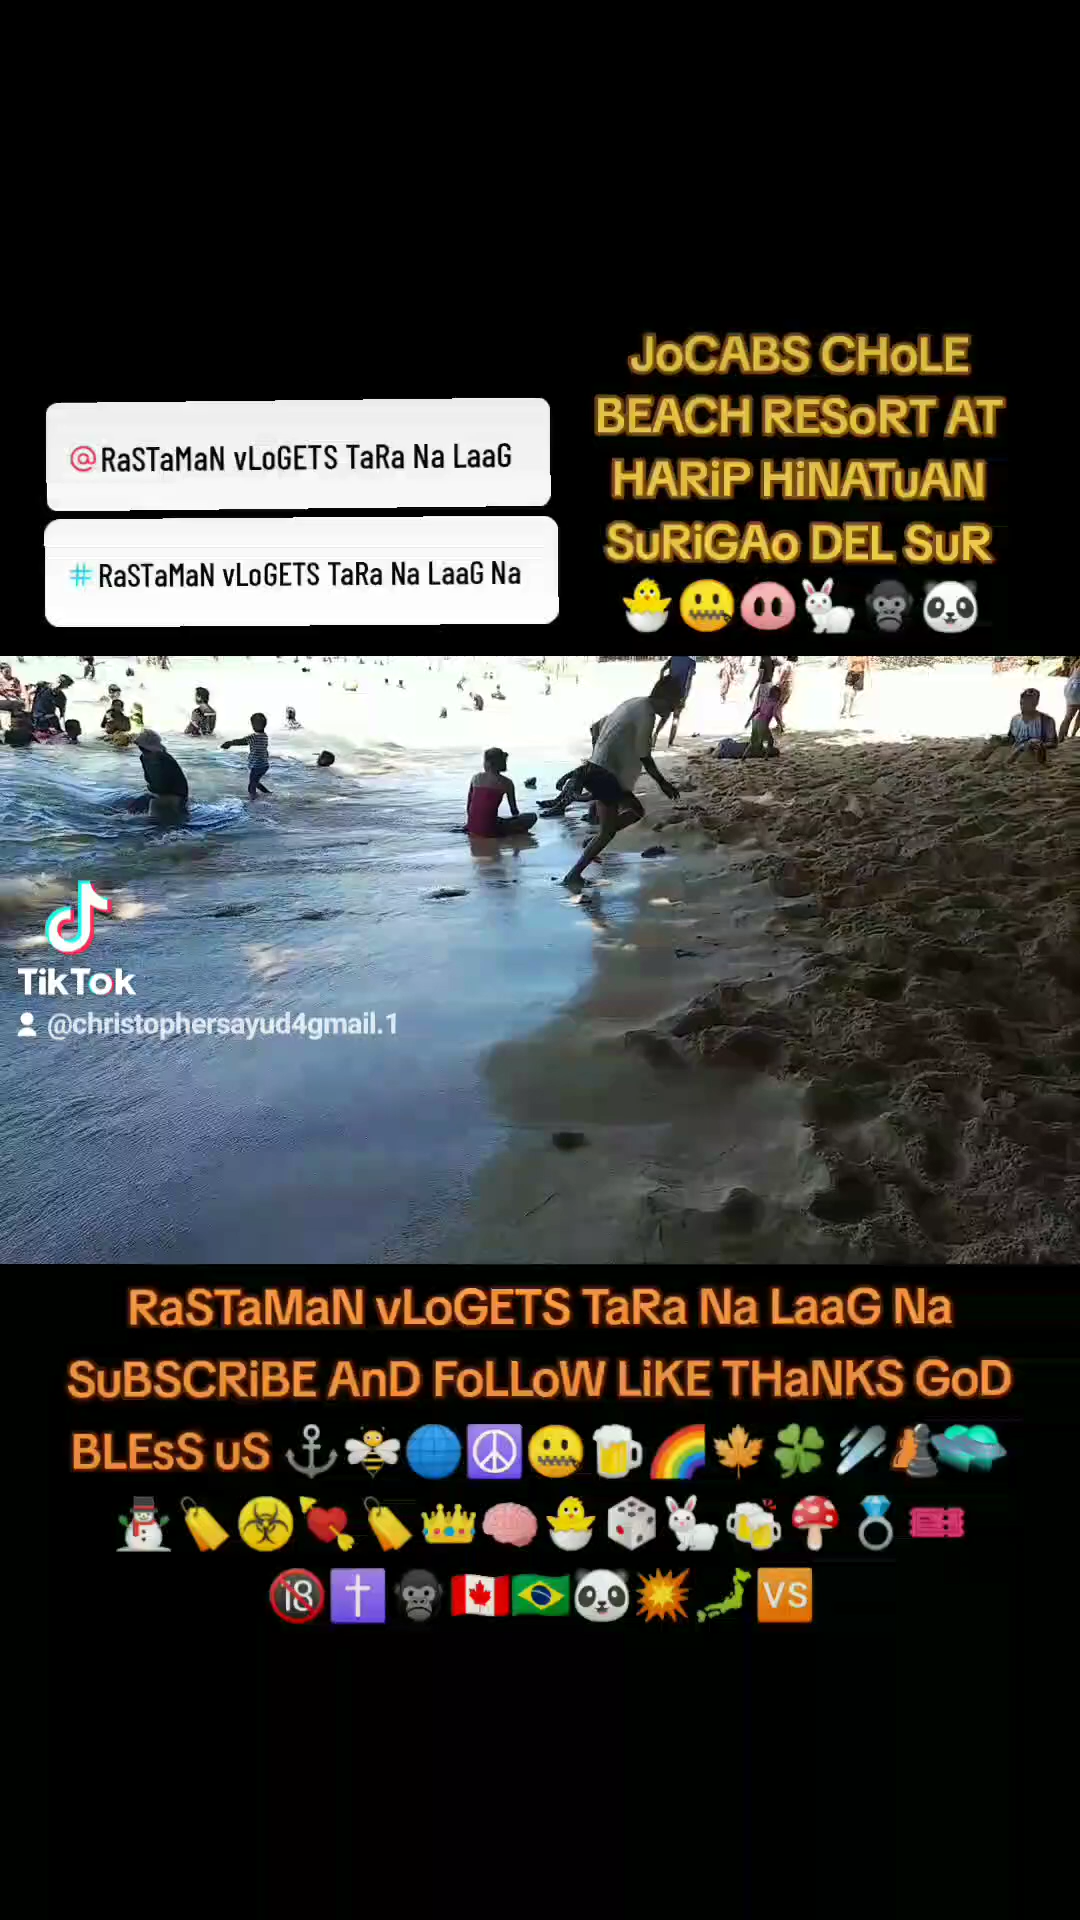 JoCABS CHoLE
BEACH RESoRT AT
HARiP HiNATuAN
SuRiGAo DEL SuR
🐣🤐🐽🐇🦍🐼
@RaSTaMaN vLoGETS TaRa Na LaaG
# RaSTaMaN vLoGETS TaRa Na LaaG Na
TikTok
@christophersayud4gmail.1
RaSTaMaN vLoGETS TaRa Na LaaG Na
SuBSCRiBE AnD FoLLoW LiKE THaNKS GoD
BLEsS uS ⚓🐝🌐☮️🤐🍺🌈🍁🍀☄️♟️🛸
⛄🏷️☣️💘🏷️👑🧠🐣🎲🐇🍻🍄💍🎟️
🔞✝️🦍🇨🇦🇧🇷🐼💥🗾🆚